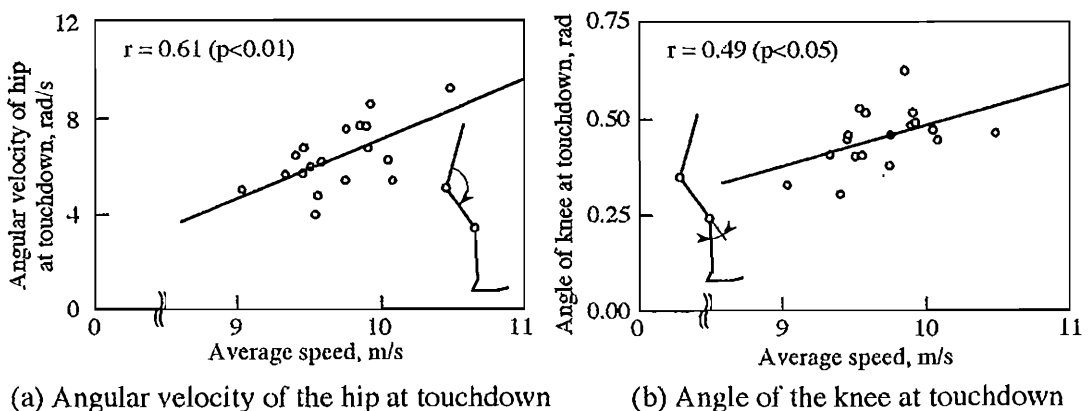 12
8
4
0
Angular velocity of hip
at touchdown, rad/s
r = 0.61 (p<0.01)
0
9
10
11
Average speed, m/s
(a) Angular velocity of the hip at touchdown
0.75
0.50
0.25
0.00
Angle of knee at touchdown, rad
r = 0.49 (p<0.05)
0
9
10
11
Average speed, m/s
(b) Angle of the knee at touchdown